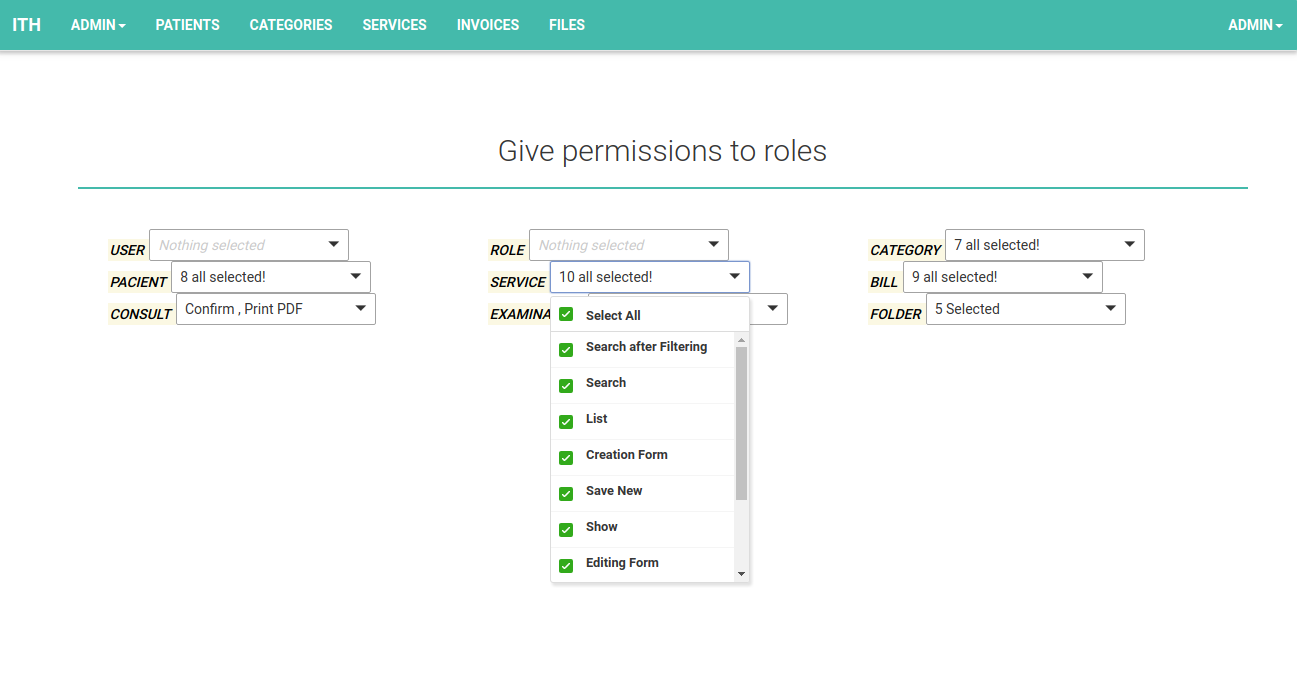 ITH ADMIN PATIENTS CATEGORIES SERVICES INVOICES FILES ADMIN
Give permissions to roles
USER Nothing selected ROLE Nothing selected CATEGORY 7 all selected!
PACIENT 8 all selected! SERVICE 10 all selected! BILL 9 all selected!
CONSULT Confirm , Print PDF EXAMINA FOLDER 5 Selected
Select All
Search after Filtering
Search
List
Creation Form
Save New
Show
Editing Form